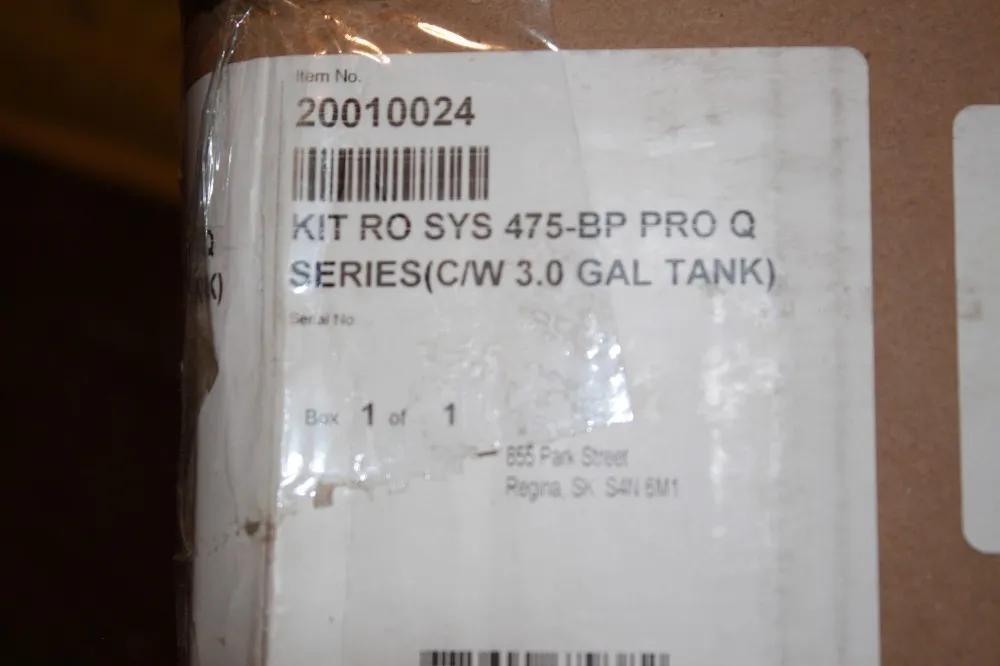 Item No.
20010024
KIT RO SYS 475-BP PRO Q
SERIES(C/W 3.0 GAL TANK)
Serial No
Box 1 of 1
855 Park Street
Regina, SK S4N 6M1
Q
K)